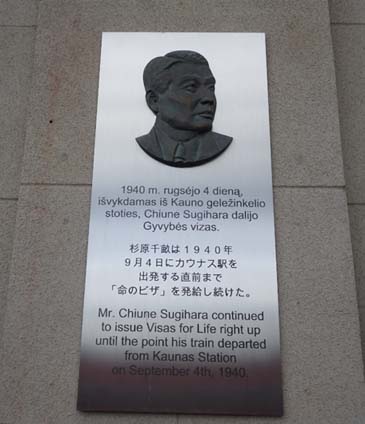 1940 m. rugsėjo 4 dieną,
išvykdamas iš Kauno geležinkelio
stoties, Chiune Sugihara dalijo
Gyvybės vizas.
杉原千畝は１９４０年
９月４日にカウナス駅を
出発する直前まで
「命のビザ」を発給し続けた。
Mr. Chiune Sugihara continued
to issue Visas for Life right up
until the point his train departed
from Kaunas Station
on September 4th, 1940.